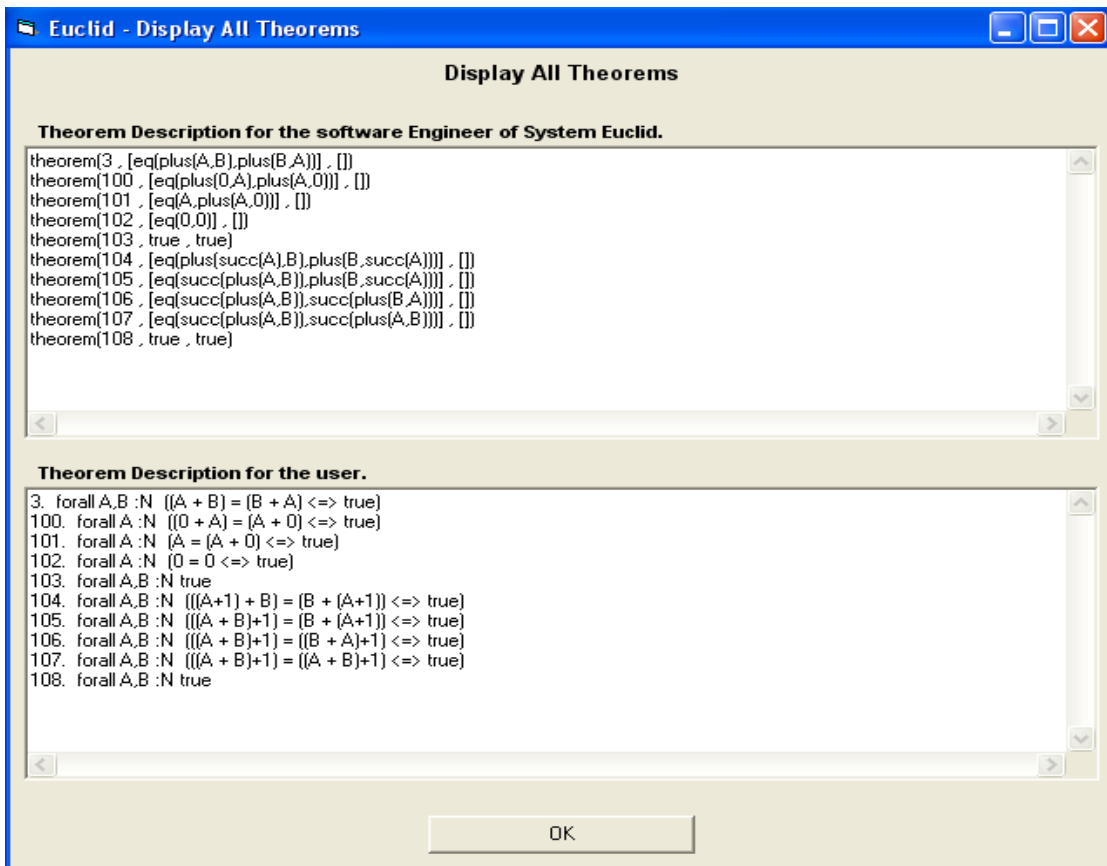 Euclid - Display All Theorems
Display All Theorems
Theorem Description for the software Engineer of System Euclid.
theorem(3 , [eq(plus(A,B),plus(B,A))] , [])
theorem(100 , [eq(plus(0,A),plus(A,0))] , [])
theorem(101 , [eq(A,plus(A,0))] , [])
theorem(102 , [eq(0,0)] , [])
theorem(103 , true , true)
theorem(104 , [eq(plus(succ(A),B),plus(B,succ(A)))] , [])
theorem(105 , [eq(succ(plus(A,B)),plus(B,succ(A)))] , [])
theorem(106 , [eq(succ(plus(A,B)),succ(plus(B,A)))] , [])
theorem(107 , [eq(succ(plus(A,B)),succ(plus(A,B)))] , [])
theorem(108 , true , true)
Theorem Description for the user.
3. forall A,B :N ((A + B) = (B + A) <=> true)
100. forall A :N ((0 + A) = (A + 0) <=> true)
101. forall A :N (A = (A + 0) <=> true)
102. forall A :N (0 = 0 <=> true)
103. forall A,B :N true
104. forall A,B :N (((A+1) + B) = (B + (A+1)) <=> true)
105. forall A,B :N (((A + B)+1) = (B + (A+1)) <=> true)
106. forall A,B :N (((A + B)+1) = ((B + A)+1) <=> true)
107. forall A,B :N (((A + B)+1) = ((A + B)+1) <=> true)
108. forall A,B :N true
OK